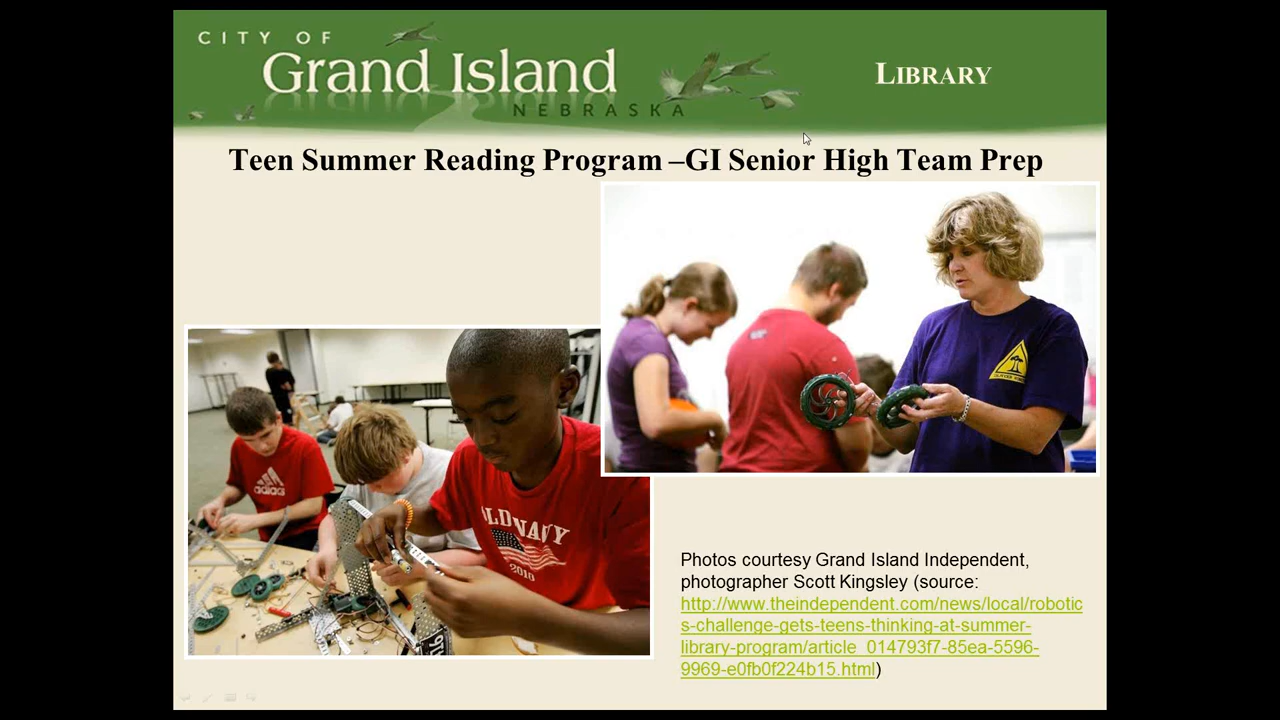 CITY OF
Grand Island
NEBRASKA
LIBRARY
Teen Summer Reading Program –GI Senior High Team Prep
adidas
OLD NAVY
2010
Photos courtesy Grand Island Independent,
photographer Scott Kingsley (source:
http://www.theindependent.com/news/local/robotic
s-challenge-gets-teens-thinking-at-summer-
library-program/article_014793f7-85ea-5596-
9969-e0fb0f224b15.html)